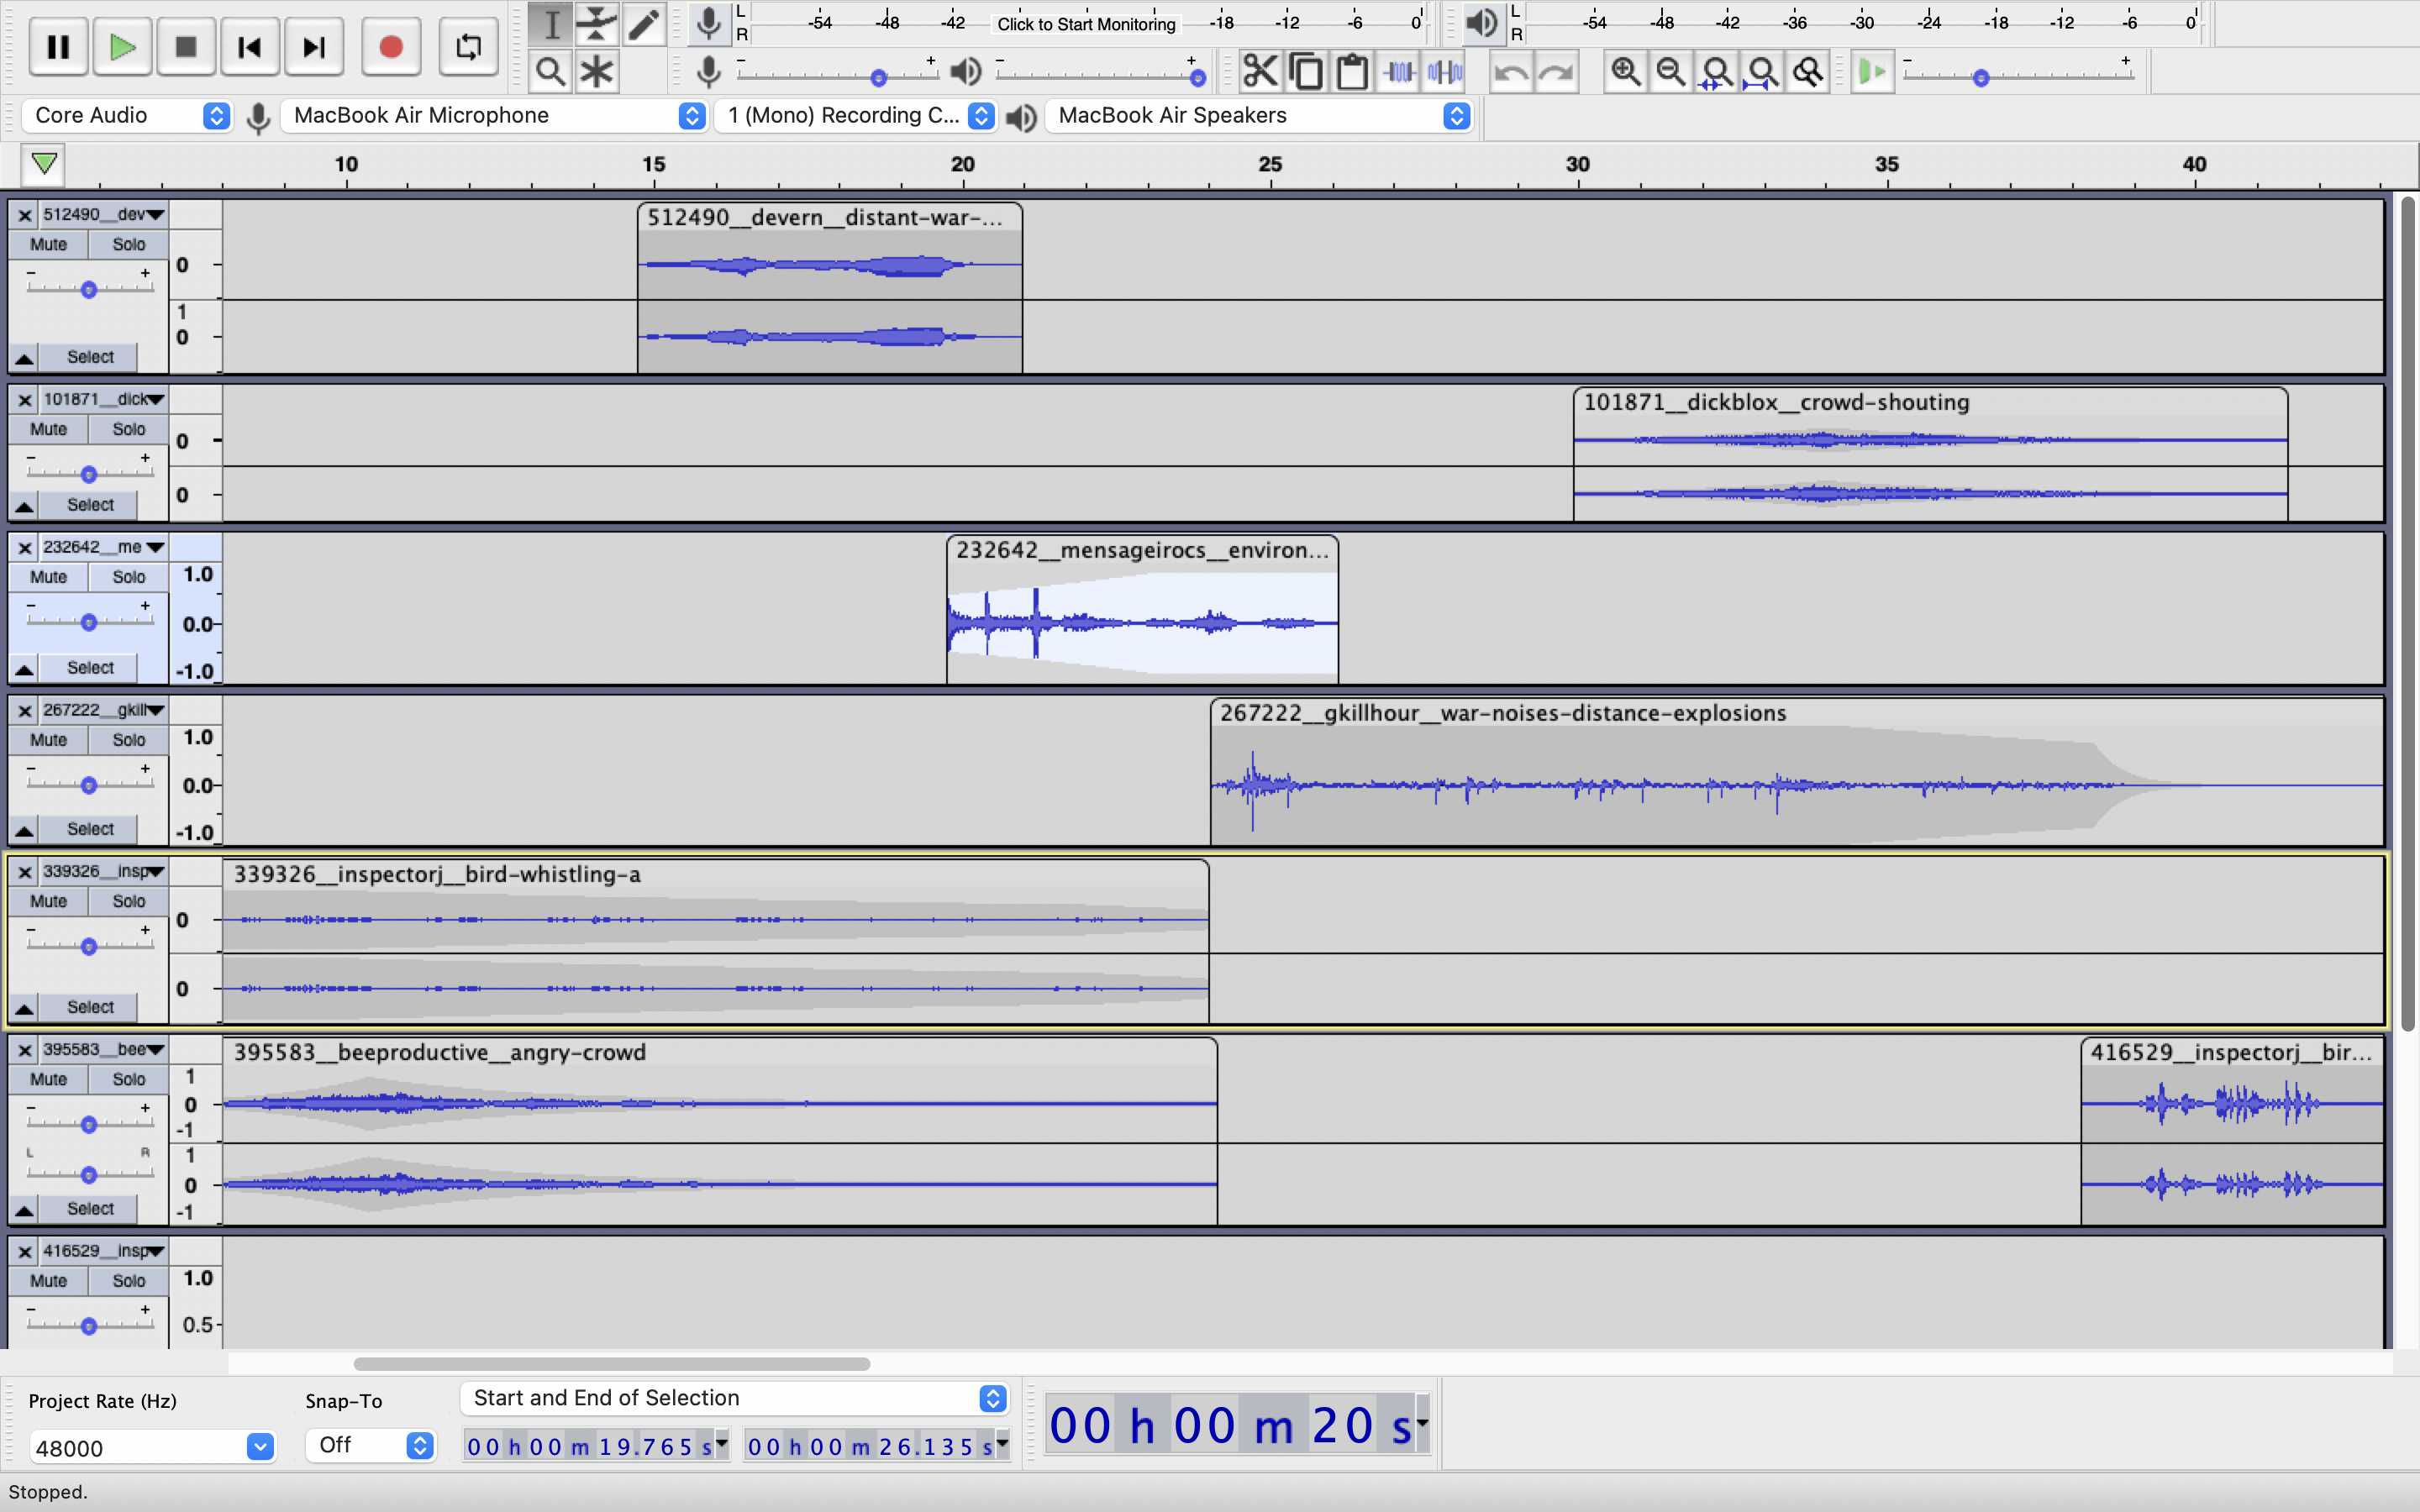 L R -54 -48 -42 Click to Start Monitoring -18 -12 -6 0 L R -54 -48 -42 -36 -30 -24 -18 -12 -6 0
- + - + - +
Core Audio MacBook Air Microphone 1 (Mono) Recording C... MacBook Air Speakers
10 15 20 25 30 35 40
512490__dev 512490__devern__distant-war-...
Mute Solo
- + 0
1
0
Select
101871__dick 101871__dickblox__crowd-shouting
Mute Solo
0
- +
Select 0
232642__me 232642__mensageirocs__environ...
Mute Solo 1.0
- + 0.0
Select -1.0
267222__gkill 267222__gkillhour__war-noises-distance-explosions
Mute Solo 1.0
- + 0.0
Select -1.0
339326__insp 339326__inspectorj__bird-whistling-a
Mute Solo
0
- +
0
Select
395583__bee 395583__beeproductive__angry-crowd 416529__inspectorj__bir...
Mute Solo 1
- + 0
-1
L R 1
0
Select -1
416529__insp
Mute Solo 1.0
- + 0.5
Project Rate (Hz) Snap-To Start and End of Selection
48000 Off 00 h 00 m 19.765 s 00 h 00 m 26.135 s 00 h 00 m 20 s
Stopped.